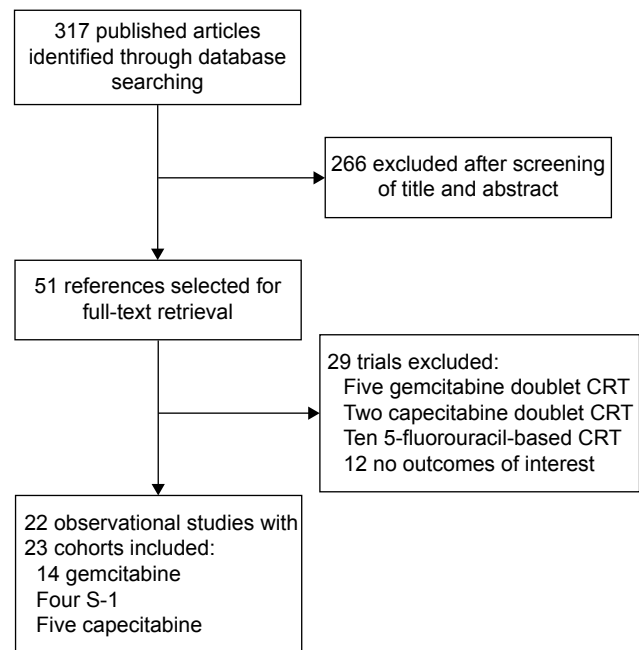 317 published articles
identified through database
searching
266 excluded after screening
of title and abstract
51 references selected for
full-text retrieval
29 trials excluded:
Five gemcitabine doublet CRT
Two capecitabine doublet CRT
Ten 5-fluorouracil-based CRT
12 no outcomes of interest
22 observational studies with
23 cohorts included:
14 gemcitabine
Four S-1
Five capecitabine